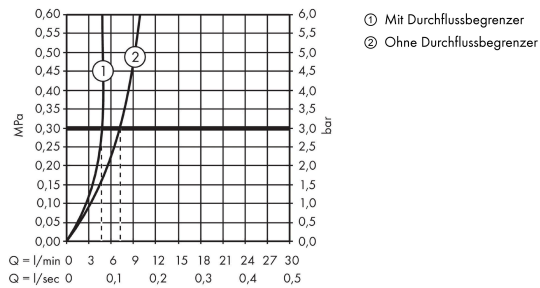 0,60 6,0
0,55 5,5
0,50 5,0
0,45 4,5
0,40 4,0
0,35 3,5
0,30 3,0
0,25 2,5
0,20 2,0
0,15 1,5
0,10 1,0
0,05 0,5
0,00 0,0
MPa
bar
1
2
Q = l/min 0 3 6 9 12 15 18 21 24 27 30
Q = l/sec 0 0,1 0,2 0,3 0,4 0,5
① Mit Durchflussbegrenzer
② Ohne Durchflussbegrenzer